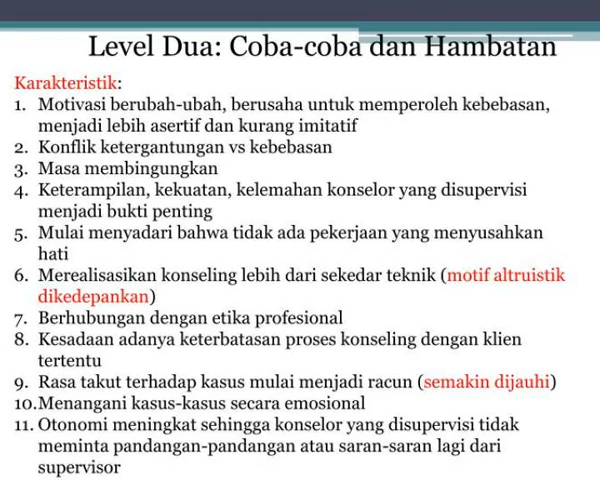 Level Dua: Coba-coba dan Hambatan
Karakteristik:
1. Motivasi berubah-ubah, berusaha untuk memperoleh kebebasan,
menjadi lebih asertif dan kurang imitatif
2. Konflik ketergantungan vs kebebasan
3. Masa membingungkan
4. Keterampilan, kekuatan, kelemahan konselor yang disupervisi
menjadi bukti penting
5. Mulai menyadari bahwa tidak ada pekerjaan yang menyusahkan
hati
6. Merealisasikan konseling lebih dari sekedar teknik (motif altruistik
dikedepankan)
7. Berhubungan dengan etika profesional
8. Kesadaan adanya keterbatasan proses konseling dengan klien
tertentu
9. Rasa takut terhadap kasus mulai menjadi racun (semakin dijauhi)
10.Menangani kasus-kasus secara emosional
11. Otonomi meningkat sehingga konselor yang disupervisi tidak
meminta pandangan-pandangan atau saran-saran lagi dari
supervisor